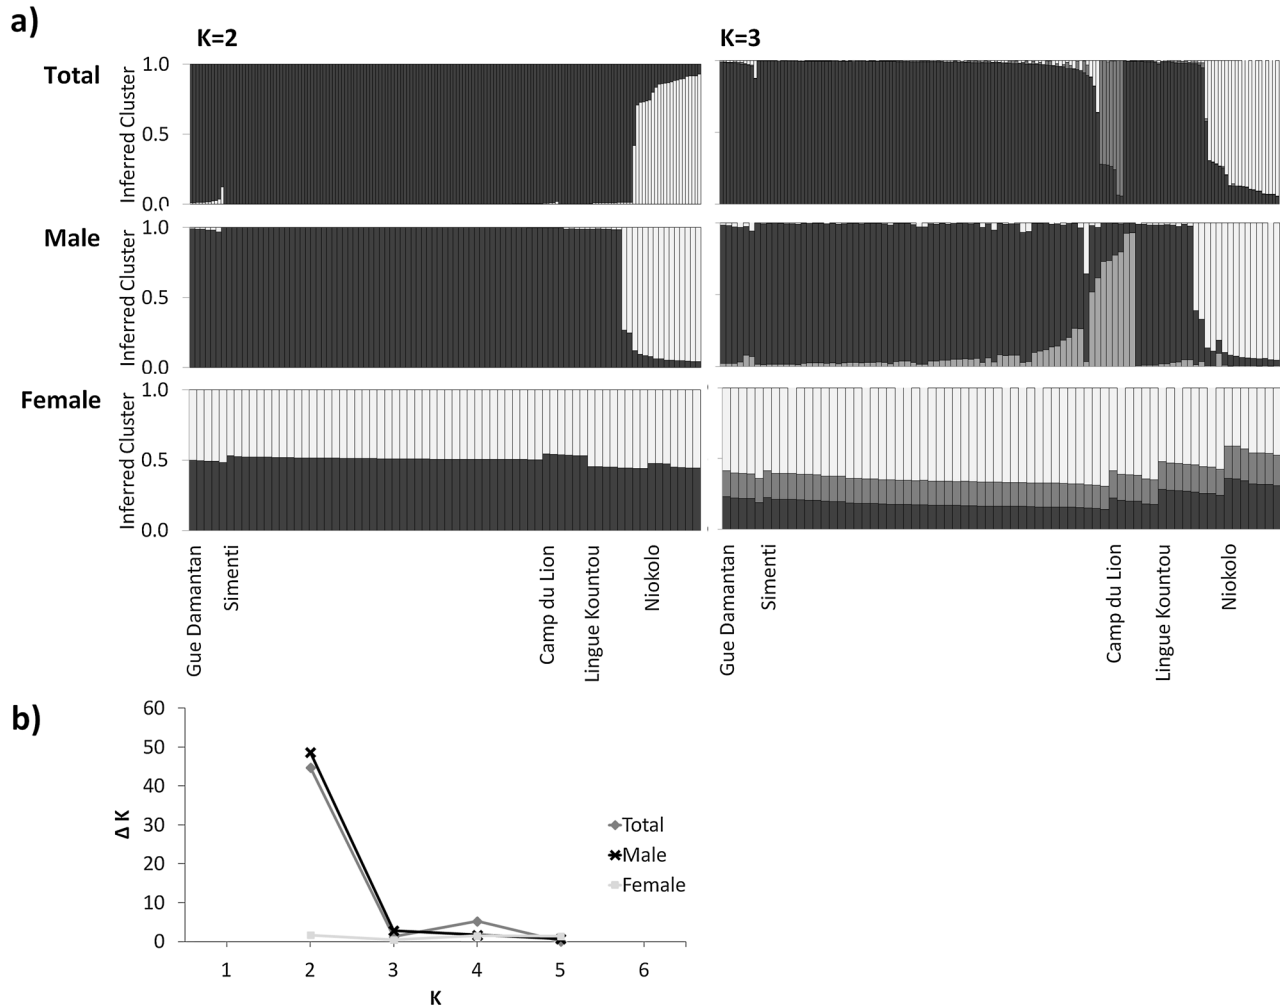 a)
K=2
K=3
Total
Inferred Cluster
1.0
0.5
0.0
Male
Inferred Cluster
1.0
0.5
0.0
Female
Inferred Cluster
1.0
0.5
0.0
Gue Damantan
Simenti
Camp du Lion
Lingue Kountou
Niokolo
Gue Damantan
Simenti
Camp du Lion
Lingue Kountou
Niokolo
b)
60
50
40
30
20
10
0
Δ K
Total
Male
Female
1 2 3 4 5 6
K